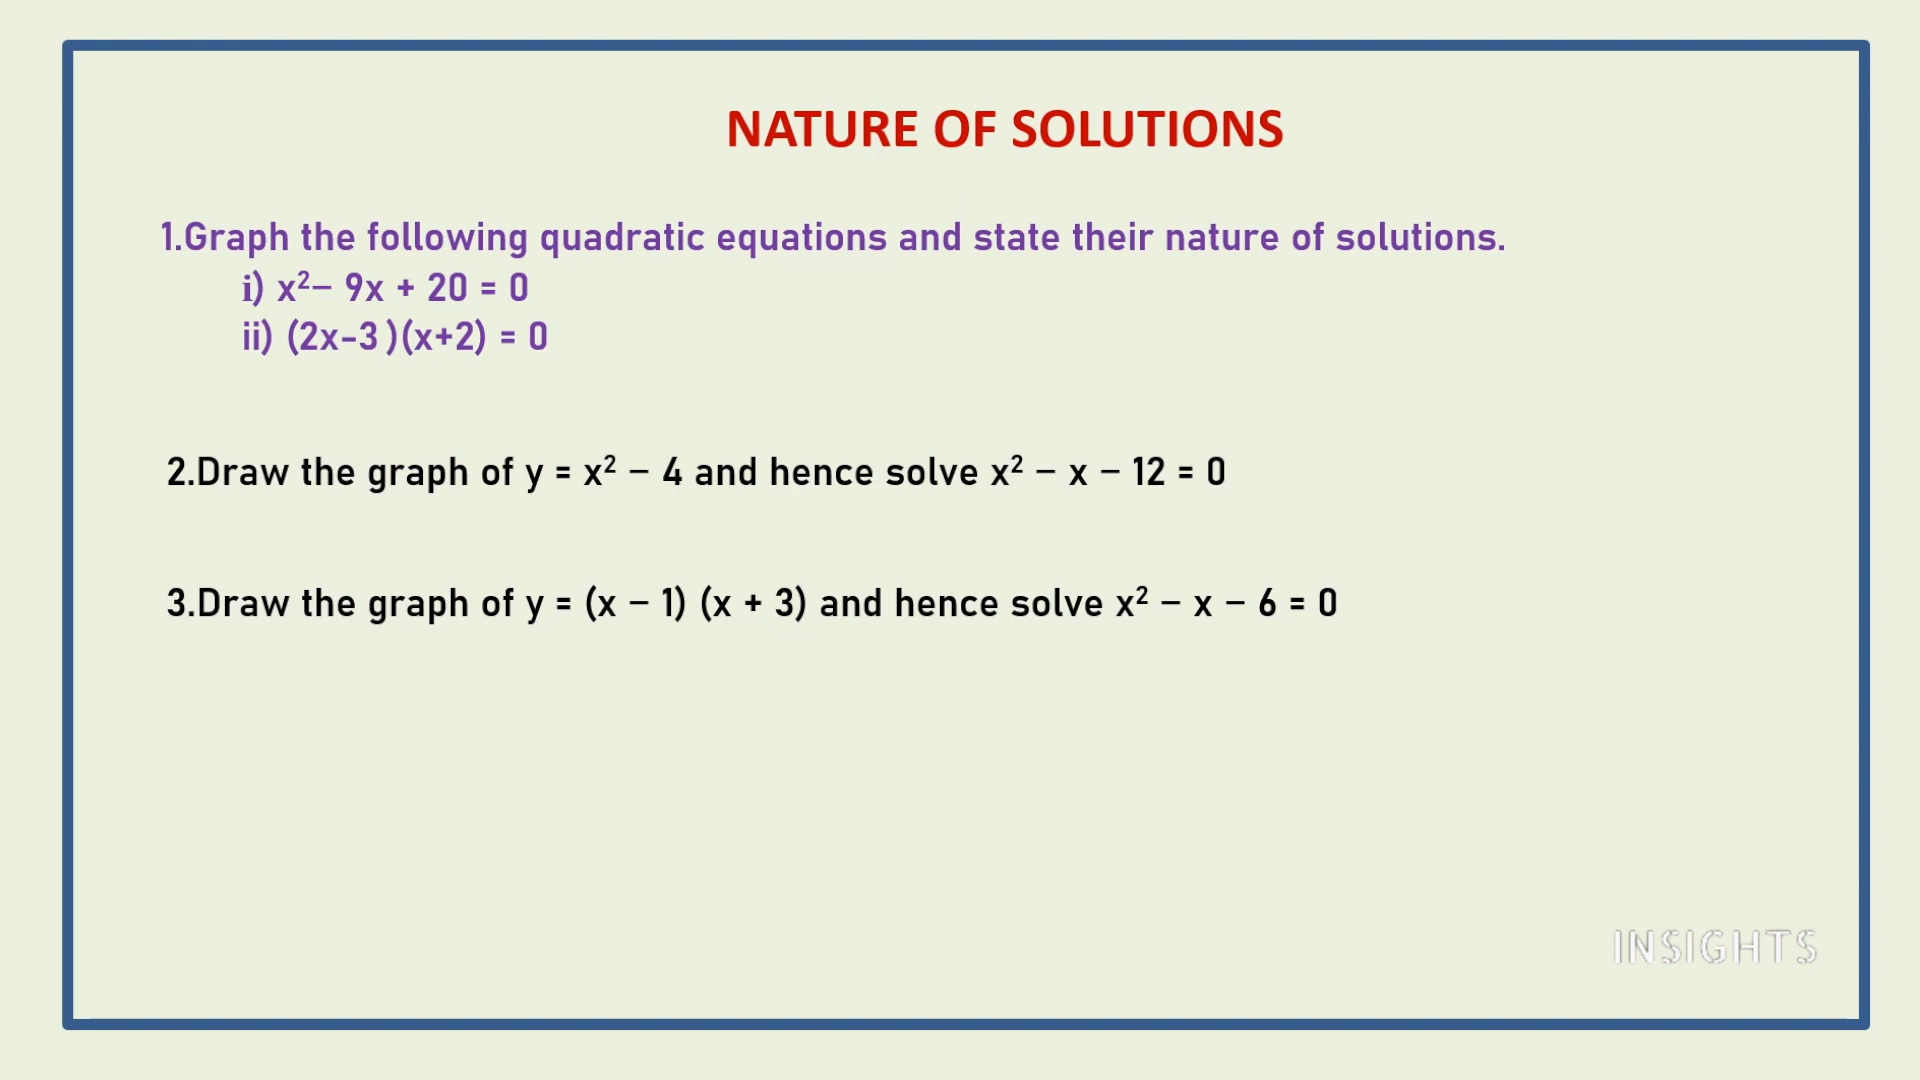 NATURE OF SOLUTIONS
1.Graph the following quadratic equations and state their nature of solutions.
i) x²– 9x + 20 = 0
ii) (2x-3 )(x+2) = 0
2.Draw the graph of y = x² – 4 and hence solve x² – x – 12 = 0
3.Draw the graph of y = (x – 1) (x + 3) and hence solve x² – x – 6 = 0
INSIGHTS